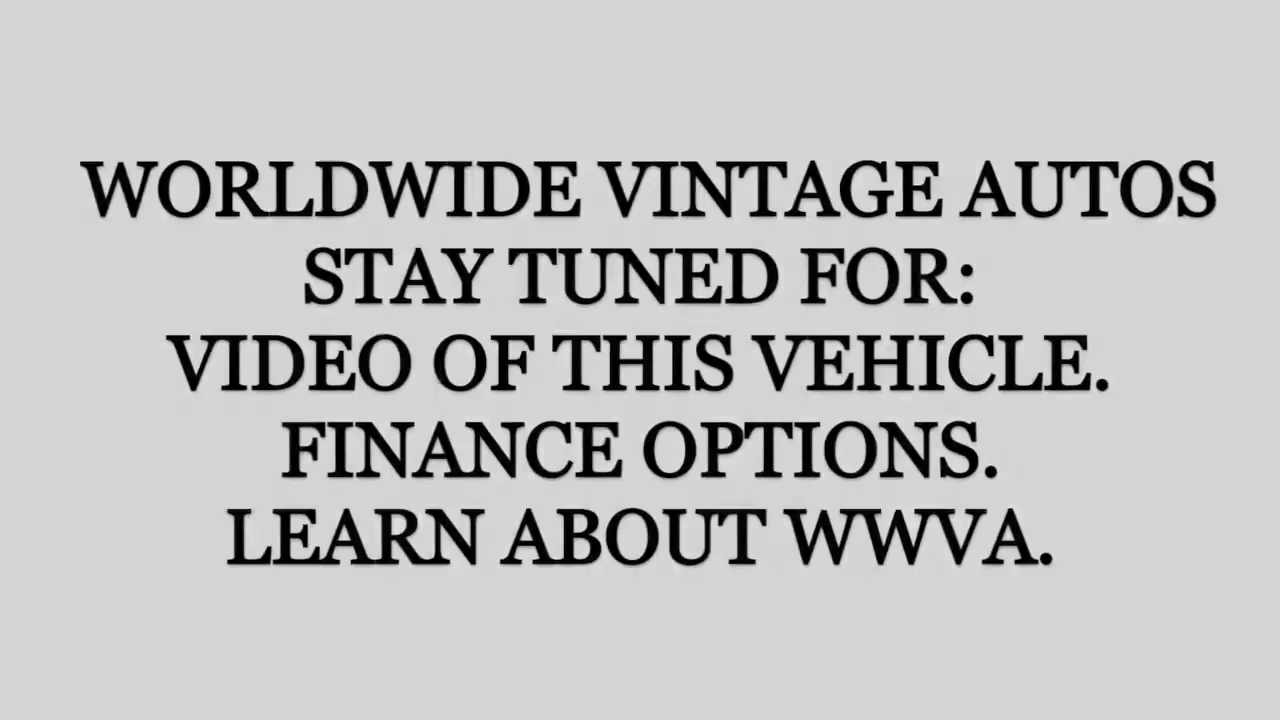 WORLDWIDE VINTAGE AUTOS
STAY TUNED FOR:
VIDEO OF THIS VEHICLE.
FINANCE OPTIONS.
LEARN ABOUT WWVA.